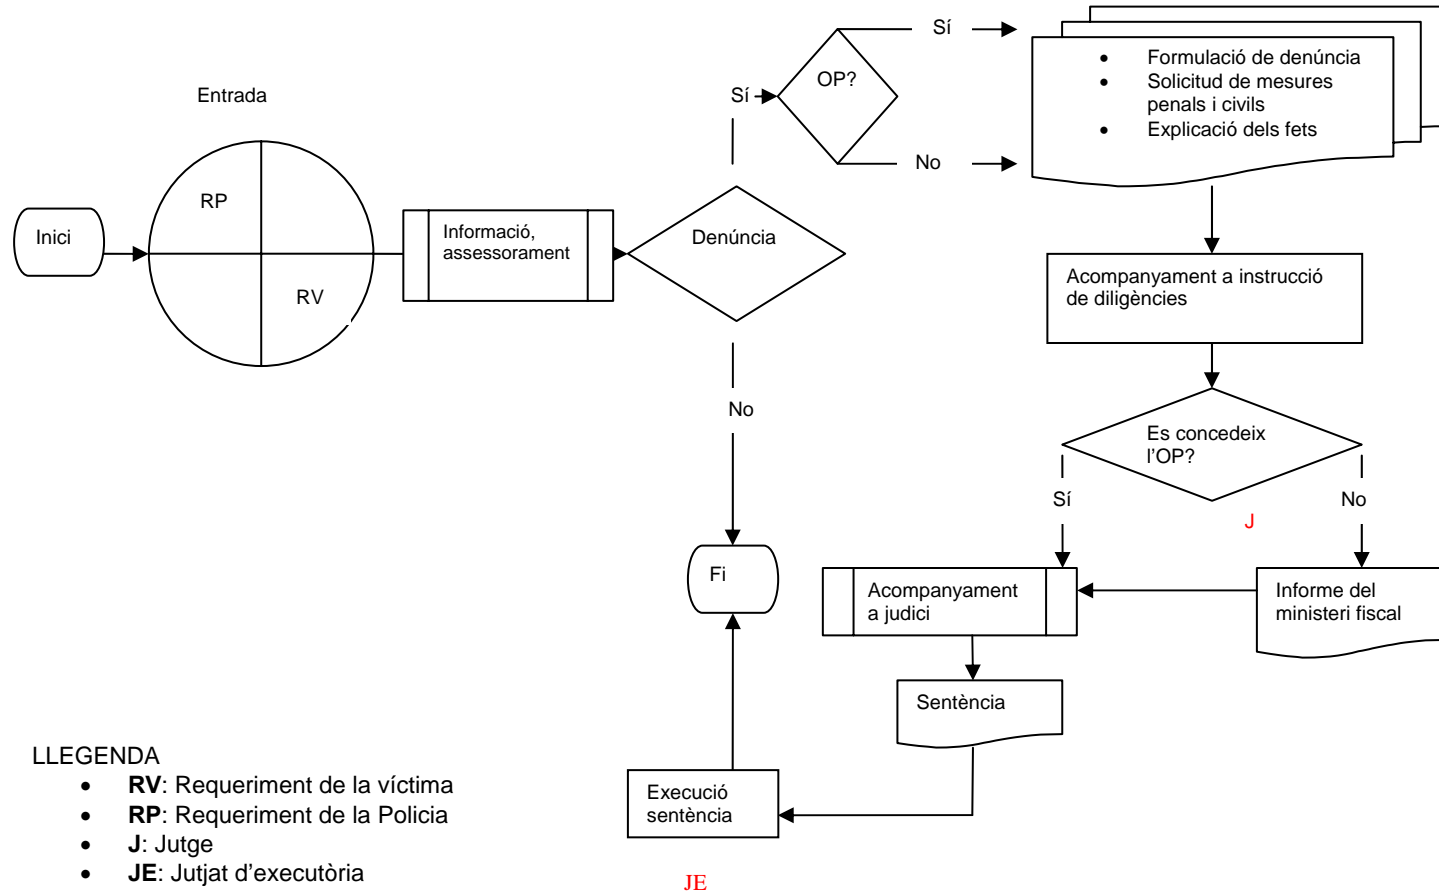 Entrada
RP
RV
Inici
Informació,
assessorament
Denúncia
Sí
No
OP?
Sí
No
• Formulació de denúncia
• Solicitud de mesures
penals i civils
• Explicació dels fets
Acompanyament a instrucció
de diligències
Es concedeix
l'OP?
Sí
No
J
Acompanyament
a judici
Informe del
ministeri fiscal
Sentència
Execució
sentència
JE
Fi
LLEGENDA
• RV: Requeriment de la víctima
• RP: Requeriment de la Policia
• J: Jutge
• JE: Jutjat d'executòria